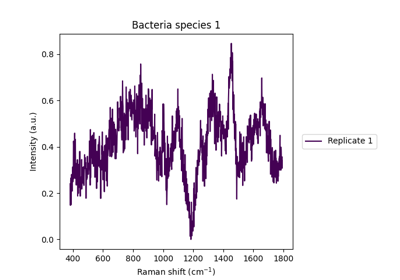 Bacteria species 1
0.8
0.6
0.4
0.2
0.0
Intensity (a.u.)
Replicate 1
400 600 800 1000 1200 1400 1600 1800
Raman shift (cm⁻¹)